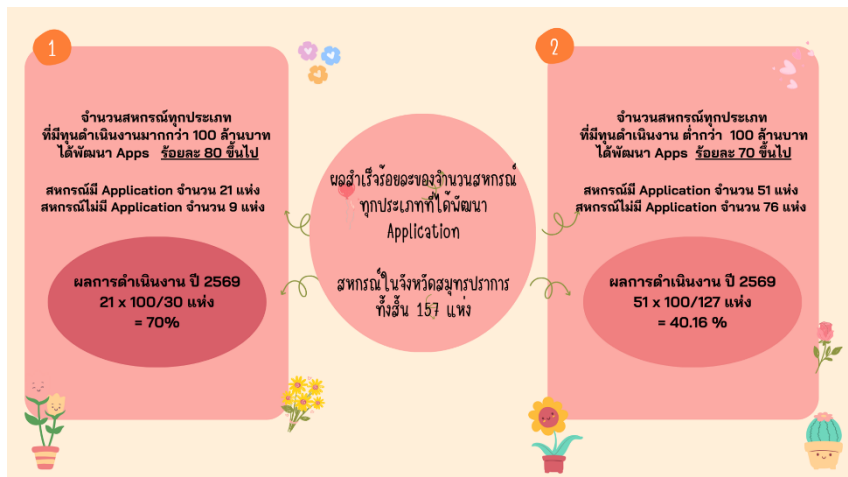 1
จำนวนสหกรณ์ทุกประเภท
ที่มีทุนดำเนินงานมากกว่า 100 ล้านบาท
ได้พัฒนา Apps ร้อยละ 80 ขึ้นไป
สหกรณ์มี Application จำนวน 21 แห่ง
สหกรณ์ไม่มี Application จำนวน 9 แห่ง
ผลการดำเนินงาน ปี 2569
21 x 100/30 แห่ง
= 70%
ผลสำเร็จร้อยละของจำนวนสหกรณ์
ทุกประเภทที่ได้พัฒนา
Application
สหกรณ์ในจังหวัดสมุทรปราการ
ทั้งสิ้น 157 แห่ง
2
จำนวนสหกรณ์ทุกประเภท
ที่มีทุนดำเนินงาน ต่ำกว่า 100 ล้านบาท
ได้พัฒนา Apps ร้อยละ 70 ขึ้นไป
สหกรณ์มี Application จำนวน 51 แห่ง
สหกรณ์ไม่มี Application จำนวน 76 แห่ง
ผลการดำเนินงาน ปี 2569
51 x 100/127 แห่ง
= 40.16 %